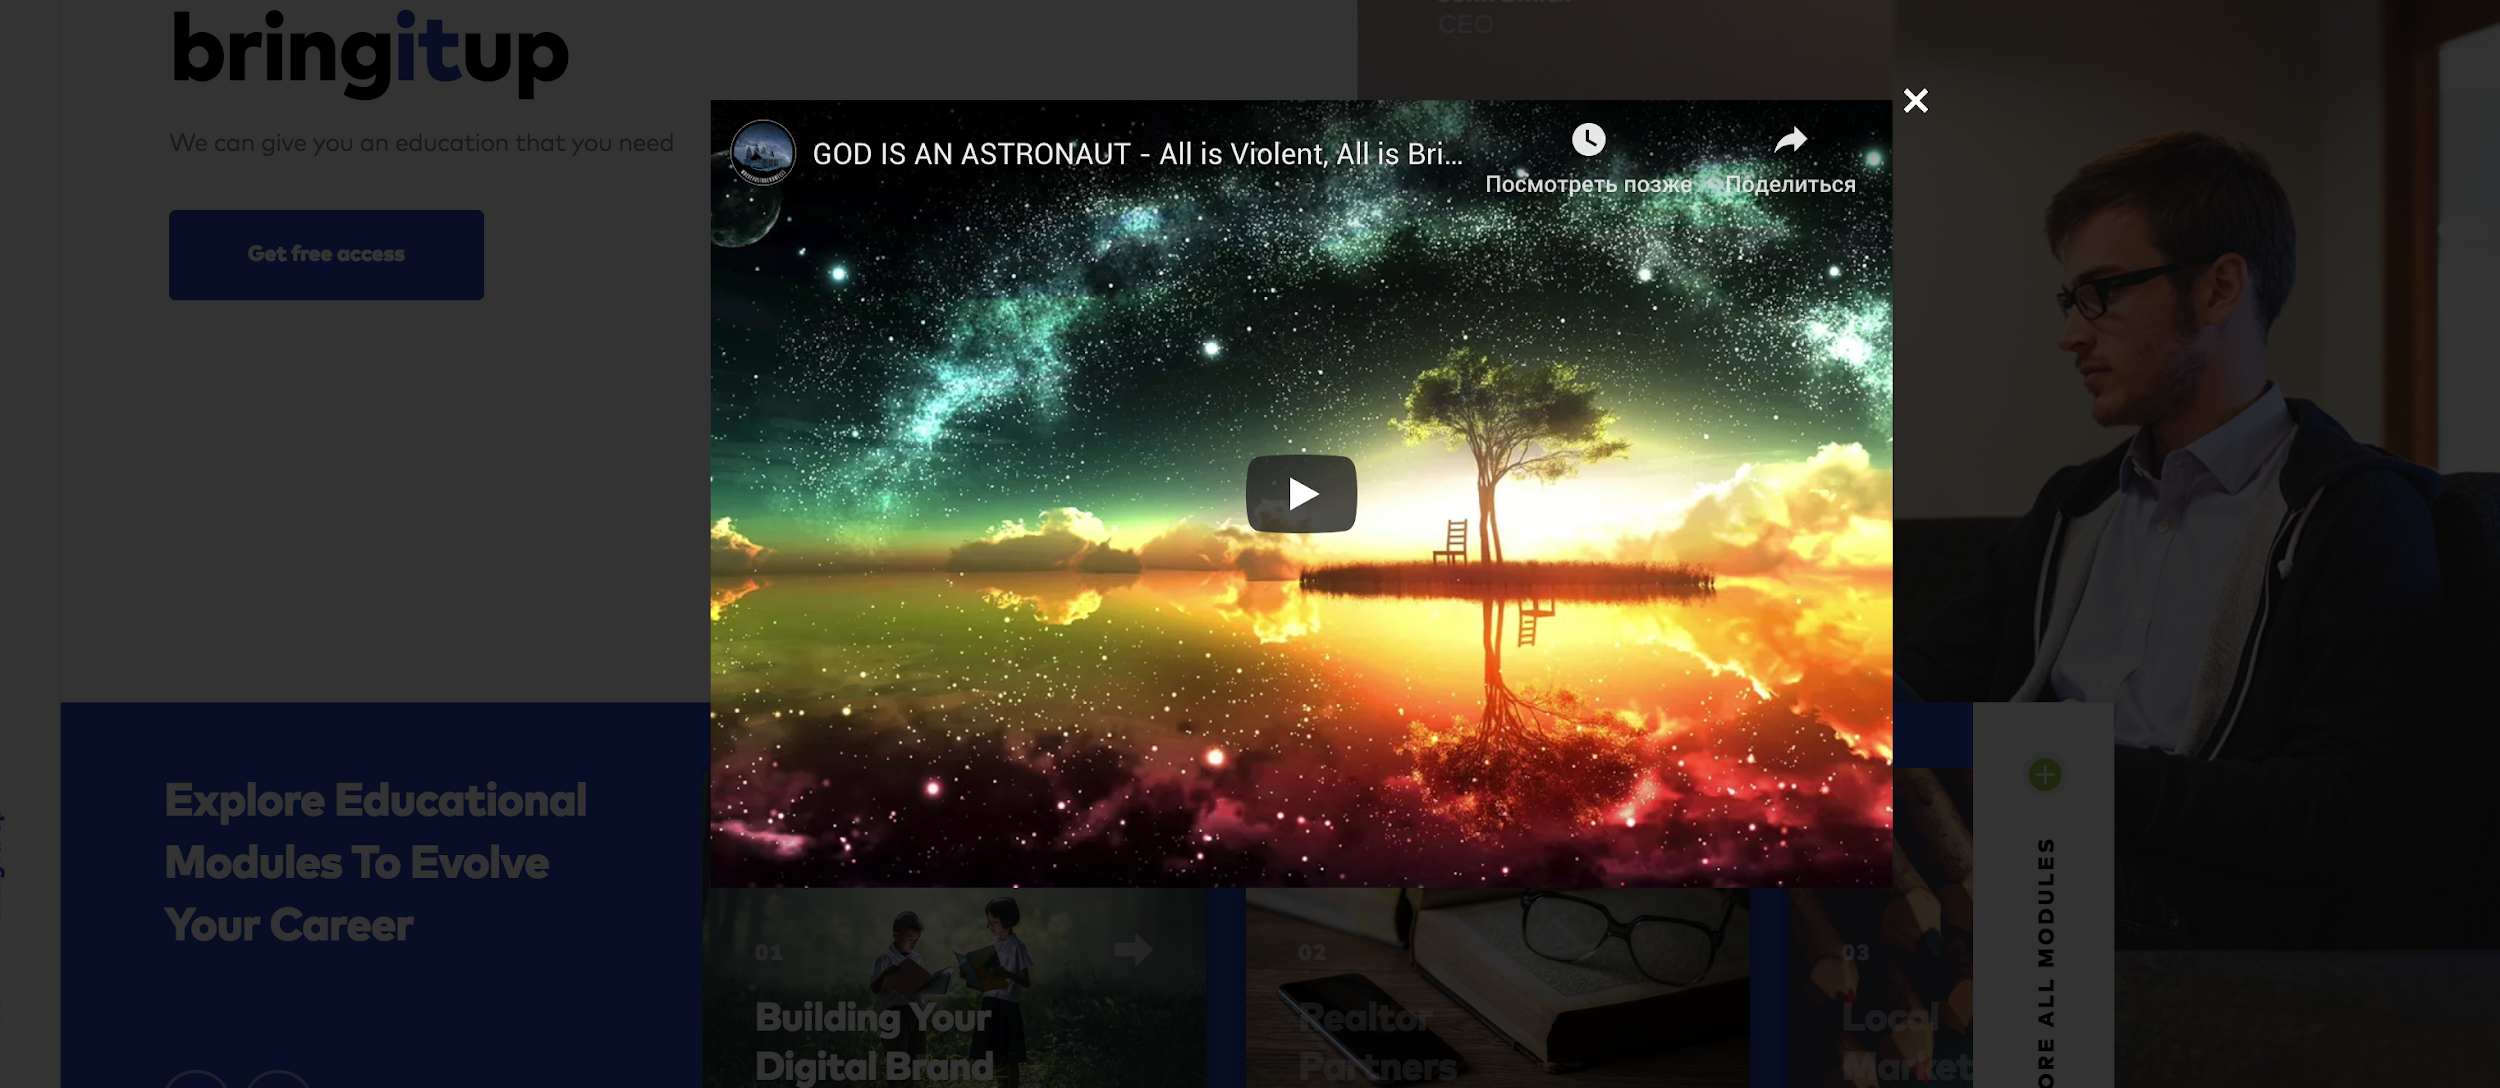 CEO
bringitup
We can give you an education that you need
Get free access
GOD IS AN ASTRONAUT - All is Violent, All is Bri...
Посмотреть позже
Поделиться
Explore Educational
Modules To Evolve
Your Career
01
Building Your
Digital Brand
02
Realtor
Partners
03
Local
Market
ORE ALL MODULES